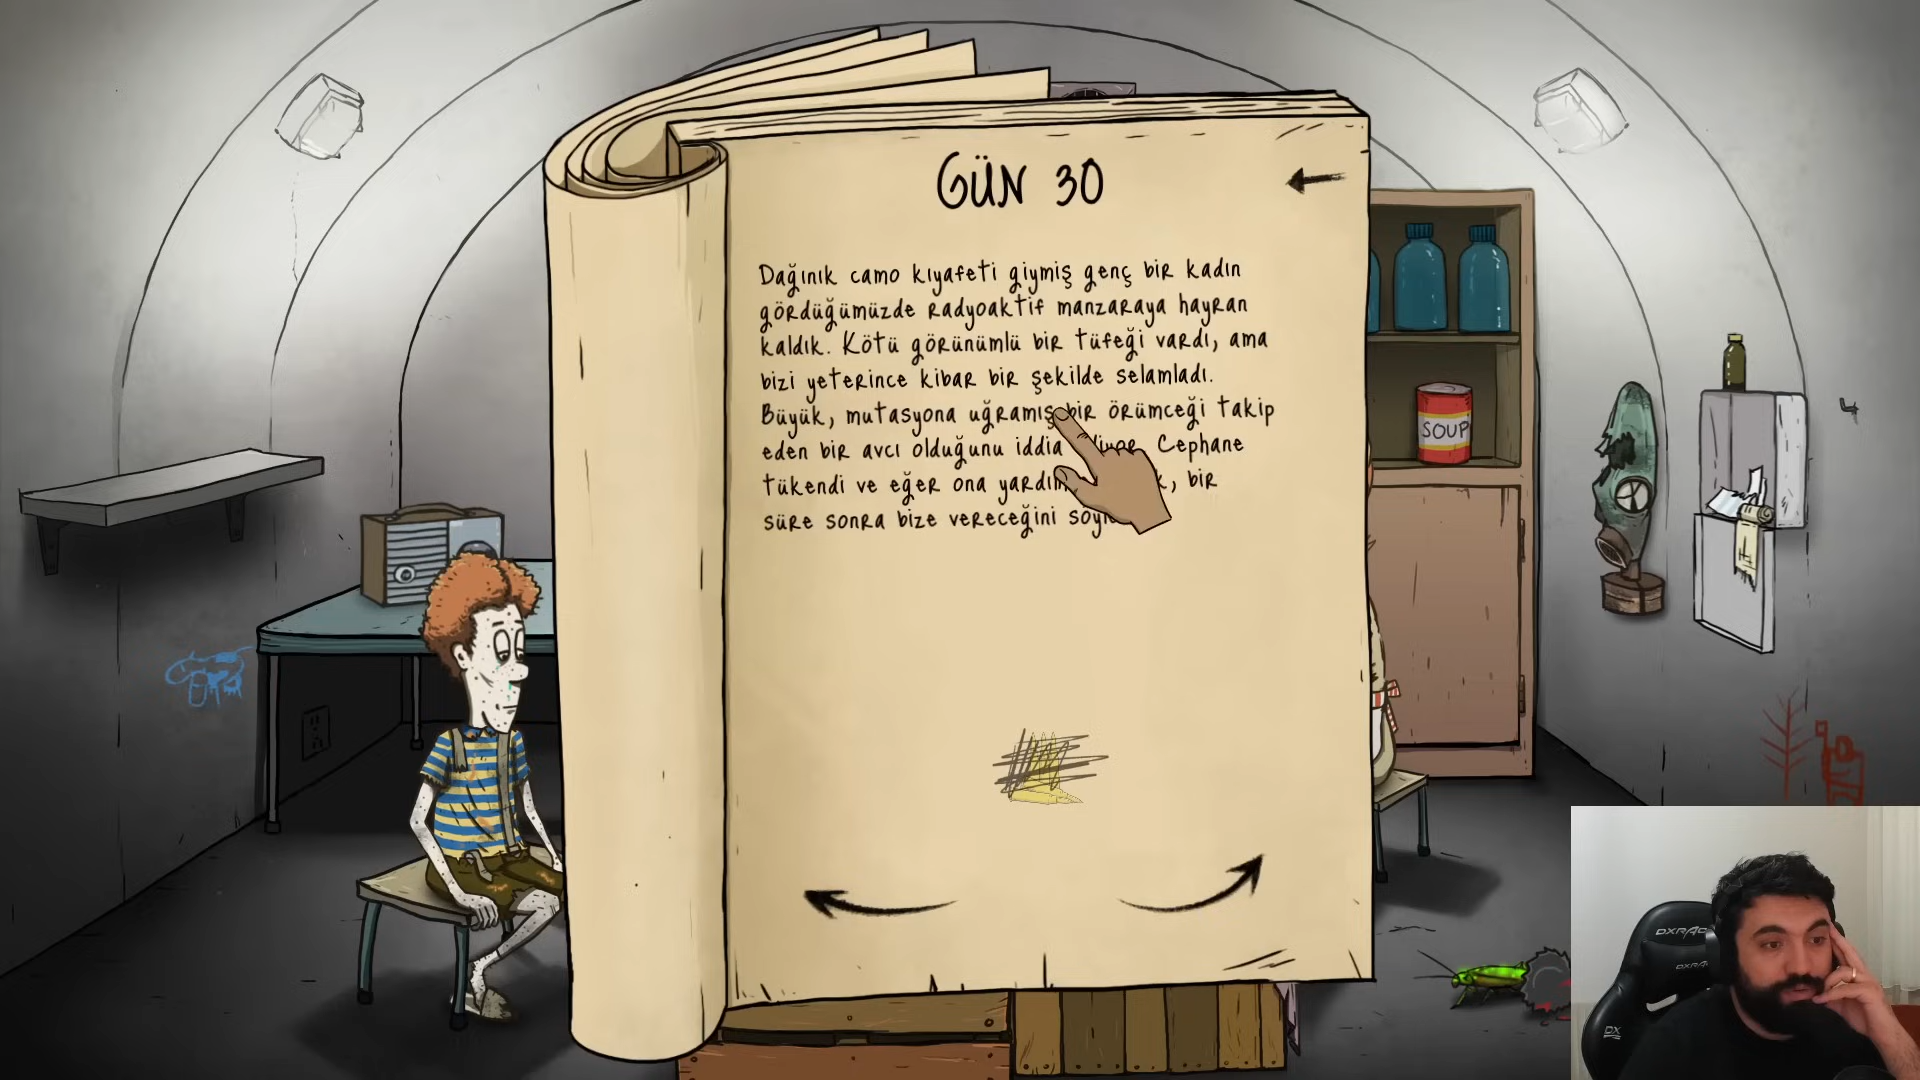 GÜN 30
Dağınık camo kıyafeti giymiş genç bir kadın
gördüğümüzde radyoaktif manzaraya hayran
kaldık. Kötü görünümlü bir tüfeği vardı, ama
bizi yeterince kibar bir şekilde selamladı.
Büyük, mutasyona uğramış bir örümceği takip
eden bir avcı olduğunu iddia Cephane
tükendi ve eğer ona bir
süre sonra bize vereceğini
SOUP
DXRAC
DX